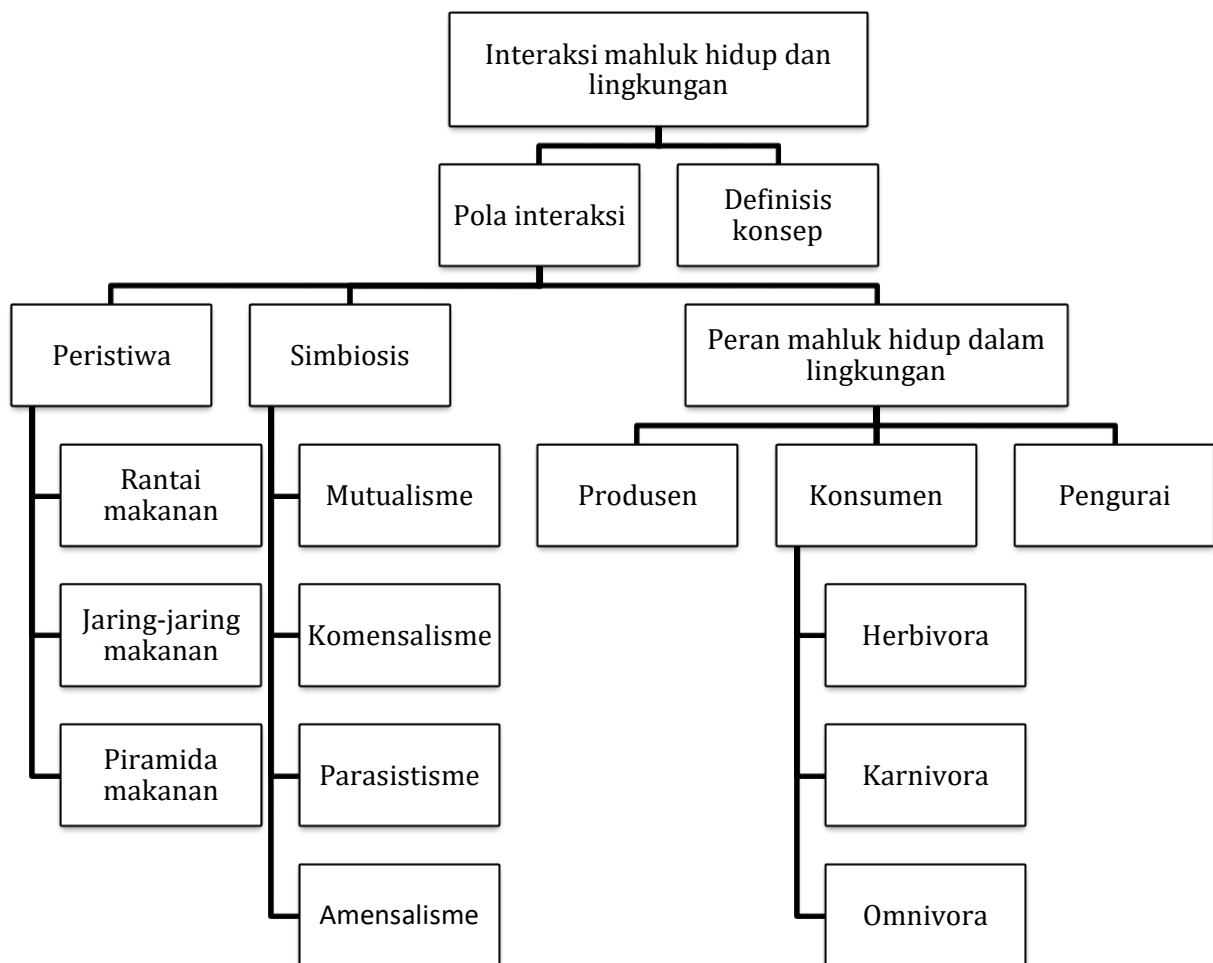 Interaksi mahluk hidup dan
lingkungan
Pola interaksi
Definisis
konsep
Peristiwa
Simbiosis
Peran mahluk hidup dalam
lingkungan
Rantai
makanan
Mutualisme
Produsen
Konsumen
Pengurai
Jaring-jaring
makanan
Komensalisme
Herbivora
Piramida
makanan
Parasistisme
Karnivora
Amensalisme
Omnivora